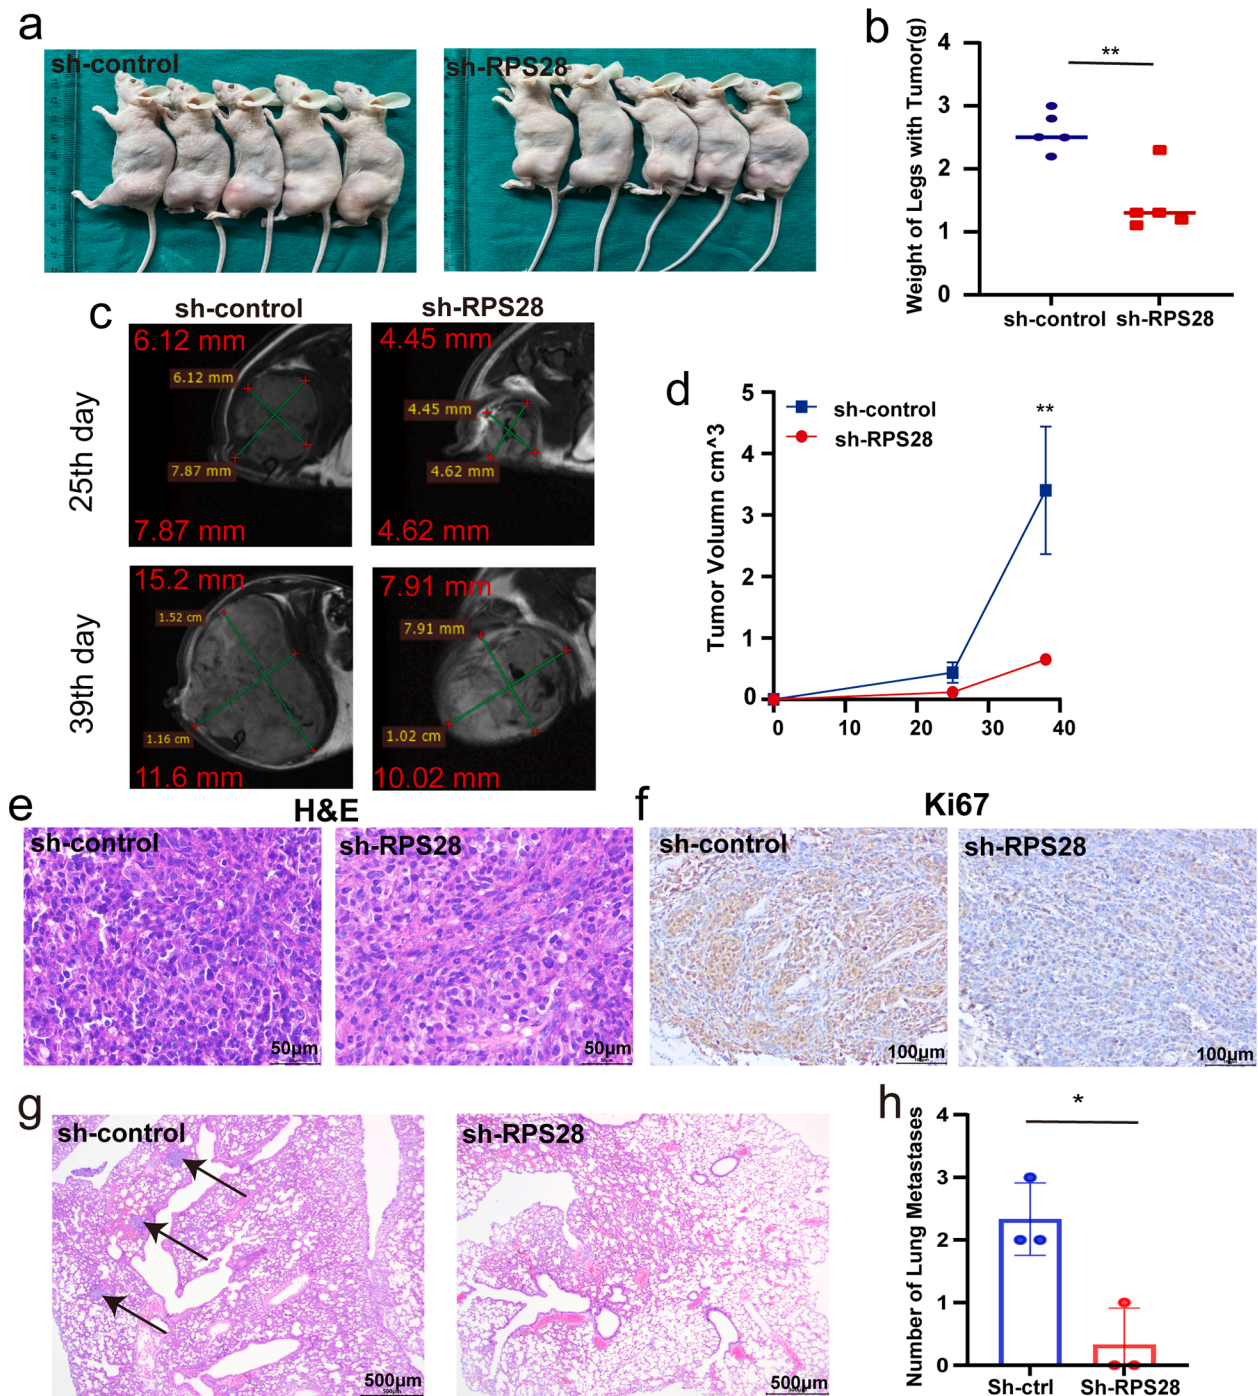 a
sh-control
sh-RPS28
b
Weight of Legs with Tumor(g)
4
3
2
1
0
**
sh-control sh-RPS28
c
sh-control
sh-RPS28
25th day
6.12 mm
6.12 mm
7.87 mm
7.87 mm
4.45 mm
4.45 mm
4.62 mm
4.62 mm
39th day
15.2 mm
1.52 cm
1.16 cm
11.6 mm
7.91 mm
7.91 mm
1.02 cm
10.02 mm
d
Tumor Volumn cm^3
5
4
3
2
1
0
sh-control
sh-RPS28
**
0 10 20 30 40
e
H&E
sh-control
50μm
sh-RPS28
50μm
f
Ki67
sh-control
100μm
sh-RPS28
100μm
g
sh-control
500μm
sh-RPS28
500μm
h
Number of Lung Metastases
4
3
2
1
0
*
Sh-ctrl Sh-RPS28